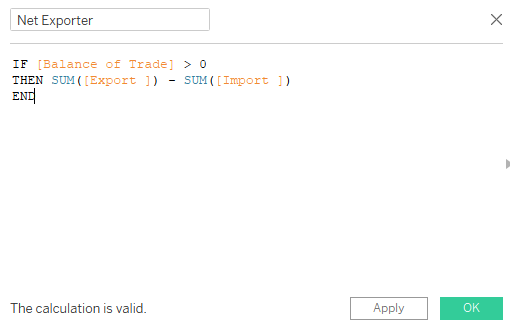 Net Exporter
IF [Balance of Trade] > 0
THEN SUM([Export ]) - SUM([Import ])
END
The calculation is valid.
Apply
OK